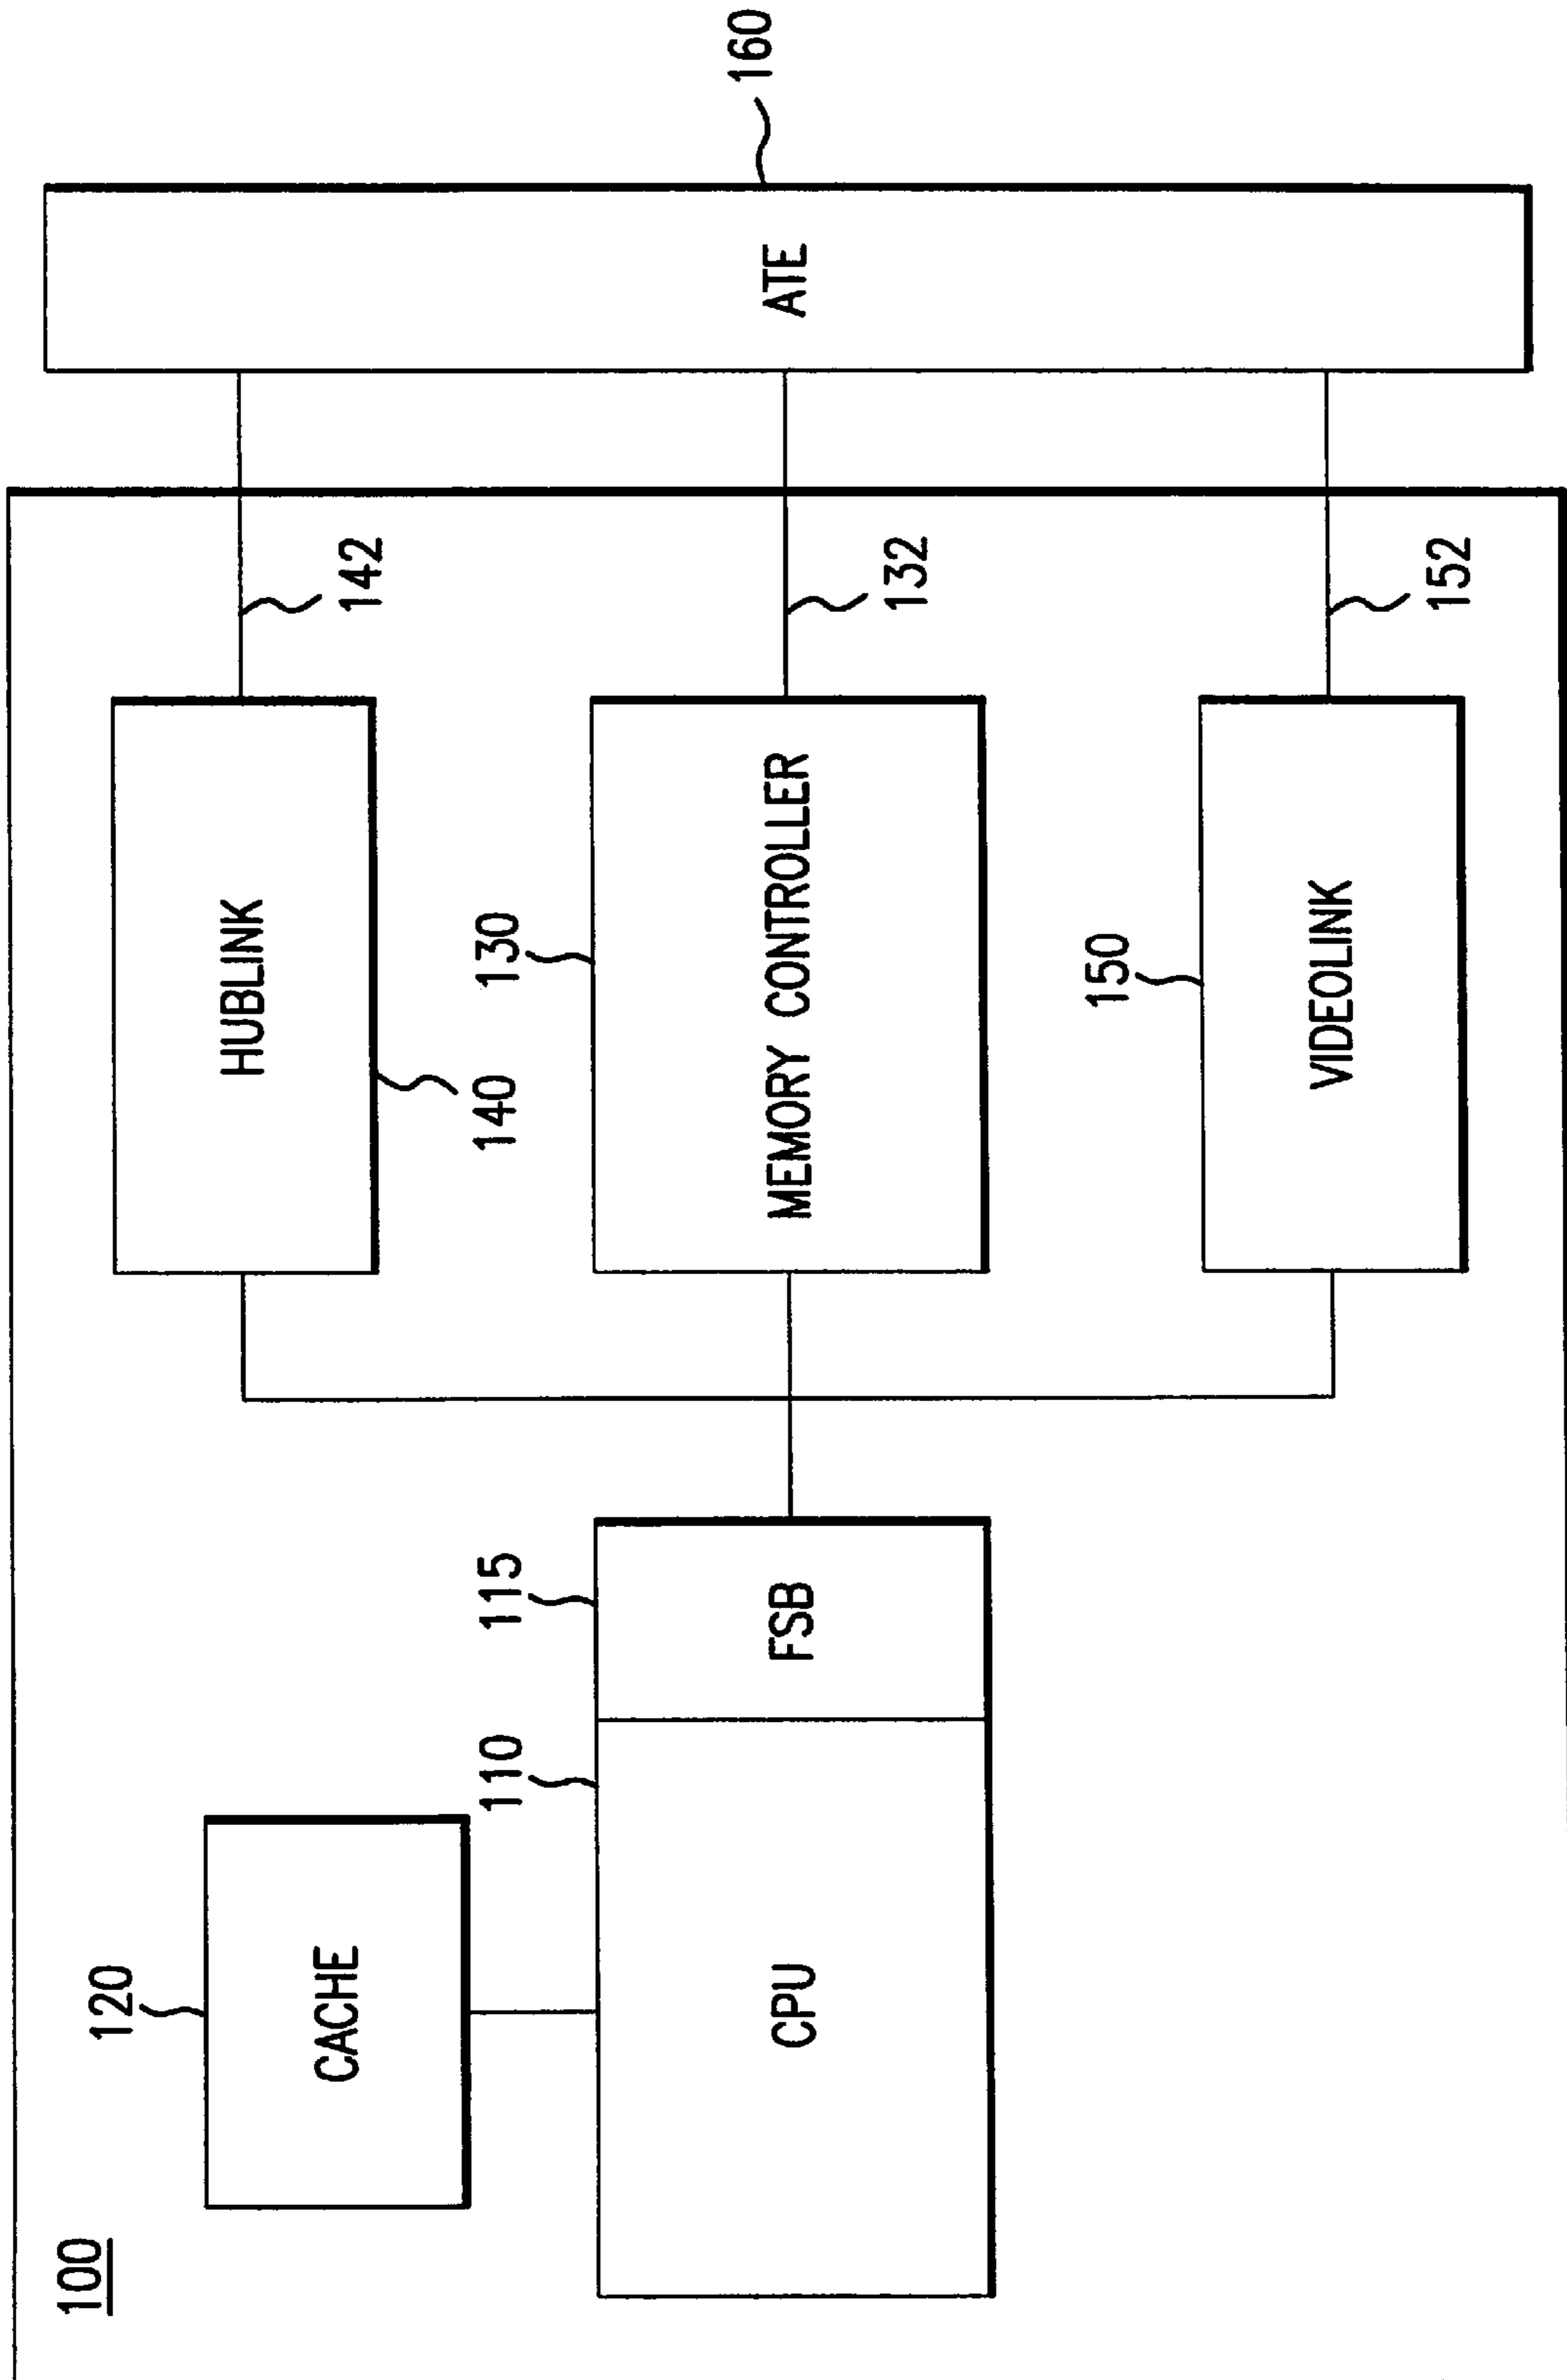 100
120
CACHE
110
115
CPU
FSB
HUBLINK
140
142
130
MEMORY CONTROLLER
132
150
VIDEOLINK
152
ATE
160